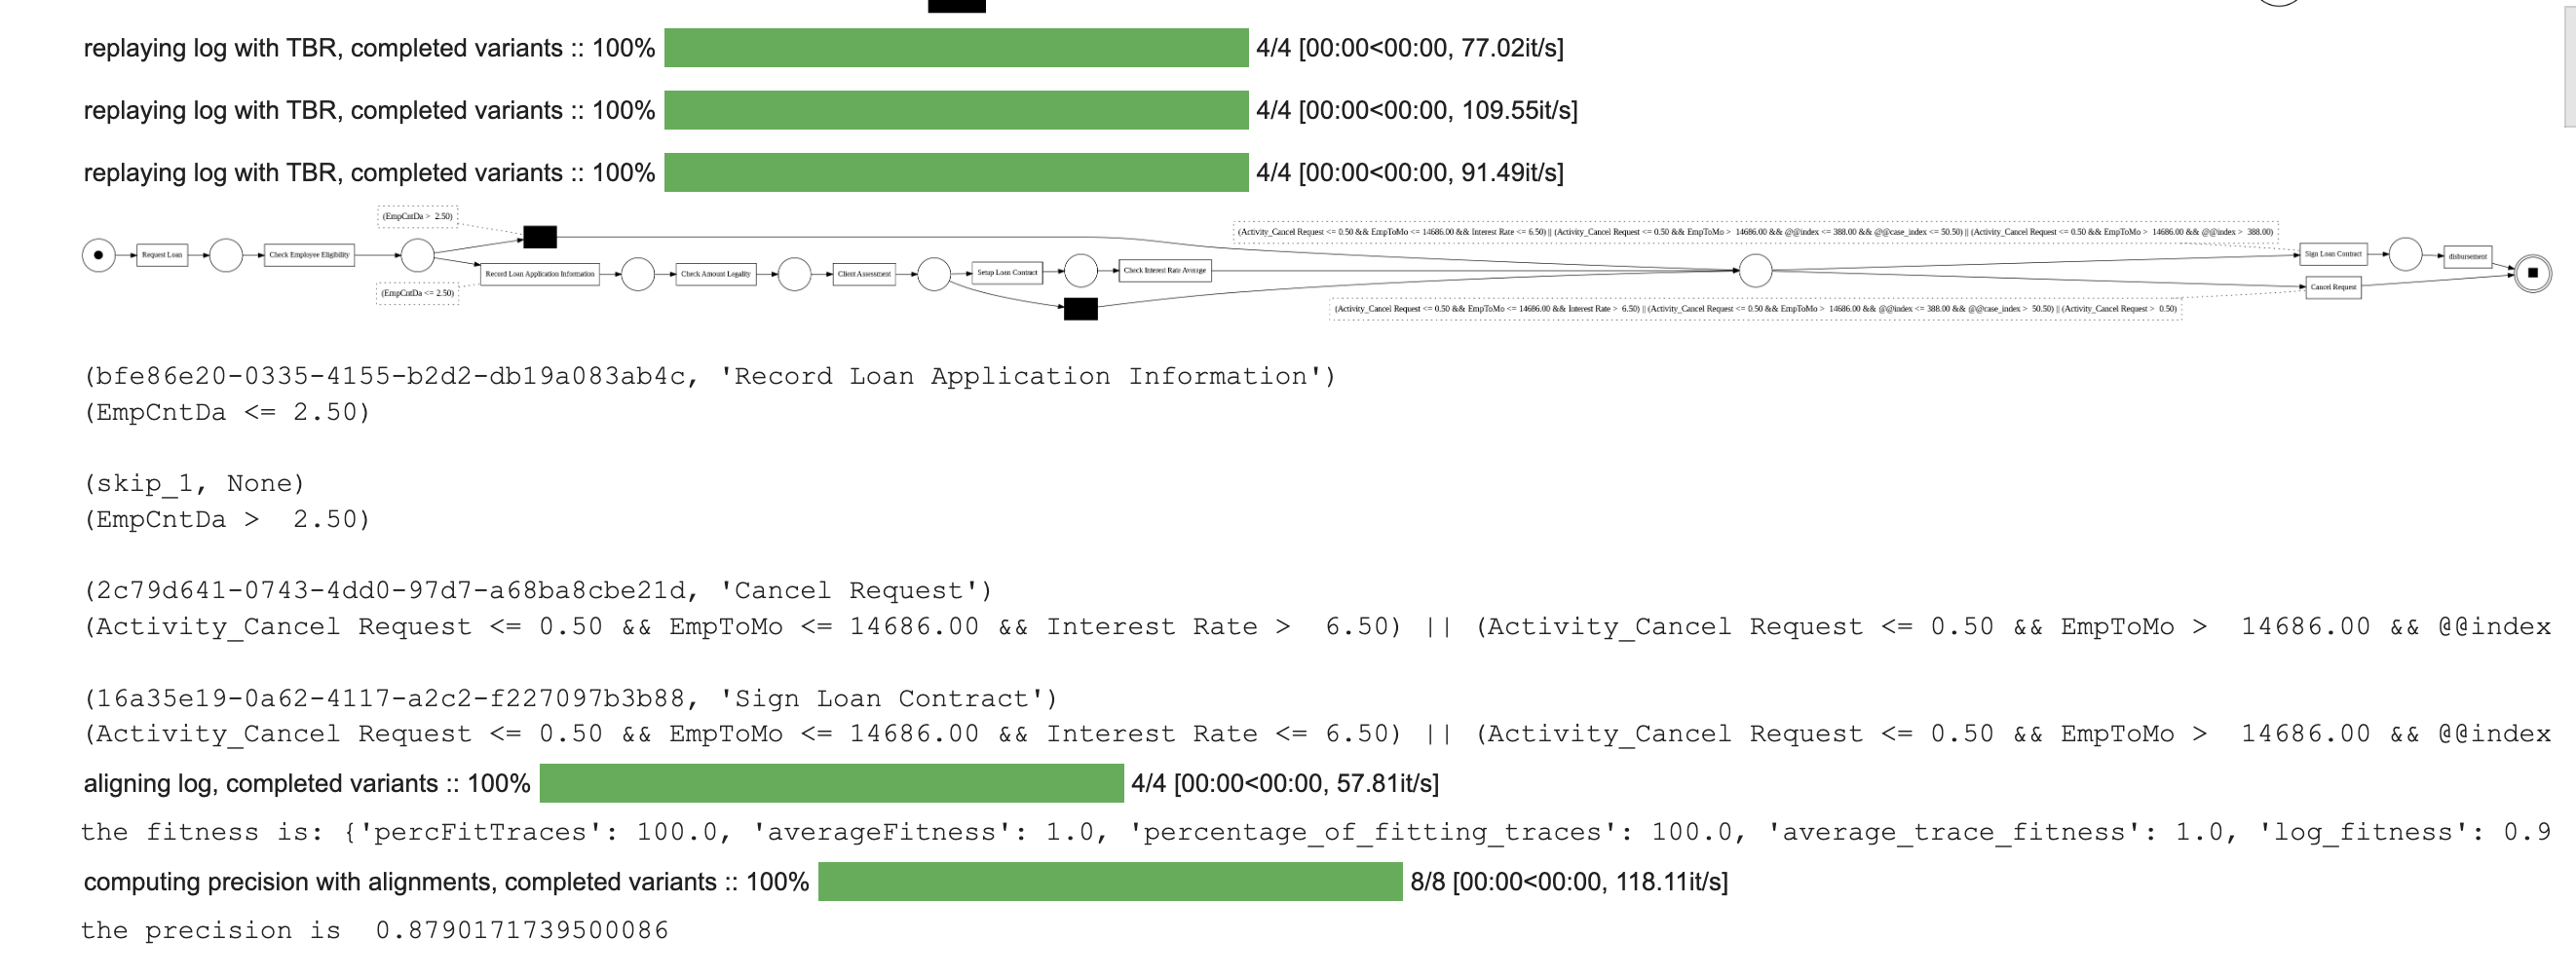 replaying log with TBR, completed variants :: 100% 4/4 [00:00<00:00, 77.02it/s]
replaying log with TBR, completed variants :: 100% 4/4 [00:00<00:00, 109.55it/s]
replaying log with TBR, completed variants :: 100% 4/4 [00:00<00:00, 91.49it/s]
(EmpCntDa > 2.50)
(Activity_Cancel Request <= 0.50 && EmpToMo <= 14686.00 && Interest Rate <= 6.50) || (Activity_Cancel Request <= 0.50 && EmpToMo > 14686.00 && @@index <= 388.00 && @@case_index <= 50.50) || (Activity_Cancel Request <= 0.50 && EmpToMo > 14686.00 && @@index > 388.00)
Request Loan
Check Employee Eligibility
Record Loan Application Information
Check Amount Legality
Client Assessment
Setup Loan Contract
Check Interest Rate Average
Sign Loan Contract
disbursement
Cancel Request
(EmpCntDa <= 2.50)
(Activity_Cancel Request <= 0.50 && EmpToMo <= 14686.00 && Interest Rate > 6.50) || (Activity_Cancel Request <= 0.50 && EmpToMo > 14686.00 && @@index <= 388.00 && @@case_index > 50.50) || (Activity_Cancel Request > 0.50)
(bfe86e20-0335-4155-b2d2-db19a083ab4c, 'Record Loan Application Information')
(EmpCntDa <= 2.50)
(skip_1, None)
(EmpCntDa >  2.50)
(2c79d641-0743-4dd0-97d7-a68ba8cbe21d, 'Cancel Request')
(Activity_Cancel Request <= 0.50 && EmpToMo <= 14686.00 && Interest Rate >  6.50) || (Activity_Cancel Request <= 0.50 && EmpToMo >  14686.00 && @@index
(16a35e19-0a62-4117-a2c2-f227097b3b88, 'Sign Loan Contract')
(Activity_Cancel Request <= 0.50 && EmpToMo <= 14686.00 && Interest Rate <= 6.50) || (Activity_Cancel Request <= 0.50 && EmpToMo >  14686.00 && @@index
aligning log, completed variants :: 100% 4/4 [00:00<00:00, 57.81it/s]
the fitness is: {'percFitTraces': 100.0, 'averageFitness': 1.0, 'percentage_of_fitting_traces': 100.0, 'average_trace_fitness': 1.0, 'log_fitness': 0.9
computing precision with alignments, completed variants :: 100% 8/8 [00:00<00:00, 118.11it/s]
the precision is  0.8790171739500086